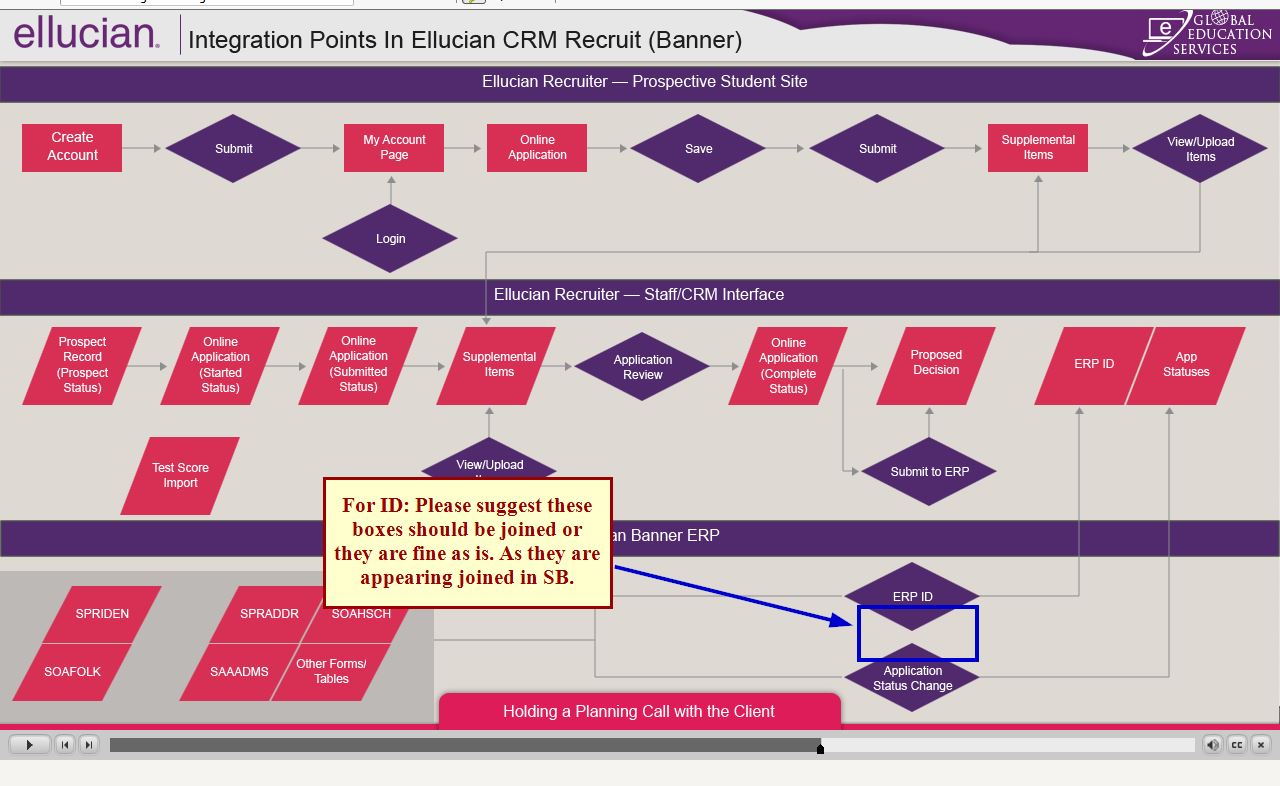 ellucian.
Integration Points In Ellucian CRM Recruit (Banner)
e
GLOBAL
EDUCATION
SERVICES
Ellucian Recruiter — Prospective Student Site
Create
Account
Submit
My Account
Page
Online
Application
Save
Submit
Supplemental
Items
View/Upload
Items
Login
Ellucian Recruiter — Staff/CRM Interface
Prospect
Record
(Prospect
Status)
Online
Application
(Started
Status)
Online
Application
(Submitted
Status)
Supplemental
Items
Application
Review
Online
Application
(Complete
Status)
Proposed
Decision
ERP ID
App
Statuses
Test Score
Import
View/Upload
Submit to ERP
For ID: Please suggest these
boxes should be joined or
they are fine as is. As they are
appearing joined in SB.
an Banner ERP
SPRIDEN
SPRADDR
SOAHSCH
ERP ID
SOAFOLK
SAAADMS
Other Forms/
Tables
Application
Status Change
Holding a Planning Call with the Client
CC